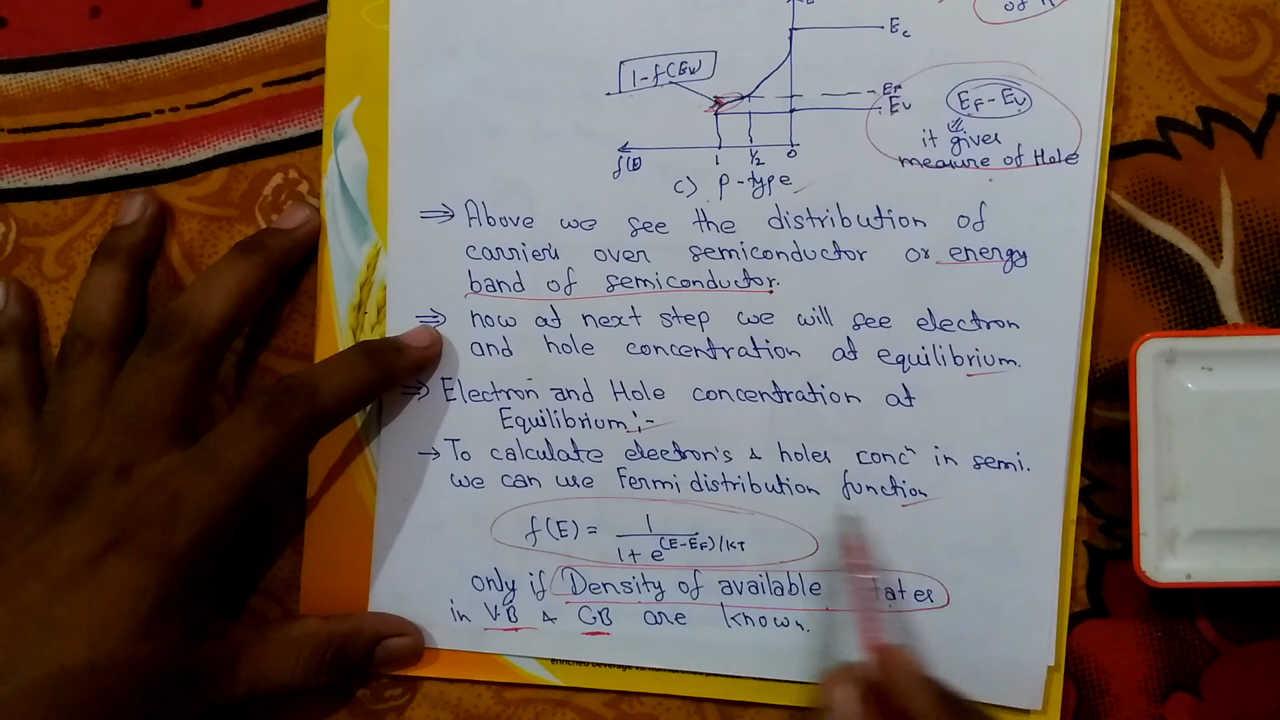 of
Ec
1-f(Ev)
EF
Ev
EF - Ev
it gives
measure of Hole
f(E)
1 1/2 0
c) p-type
⇒ Above we see the distribution of
carriers over semiconductor or energy
band of semiconductor.
⇒ now at next step we will see electron
and hole concentration at equilibrium.
⇒ Electron and Hole concentration at
Equilibrium :-
→ To calculate electron's & holes concn in semi.
we can use Fermi distribution function
f(E) = 1 / 1 + e^(E-EF)/KT
only if Density of available states
in V.B & CB are known.